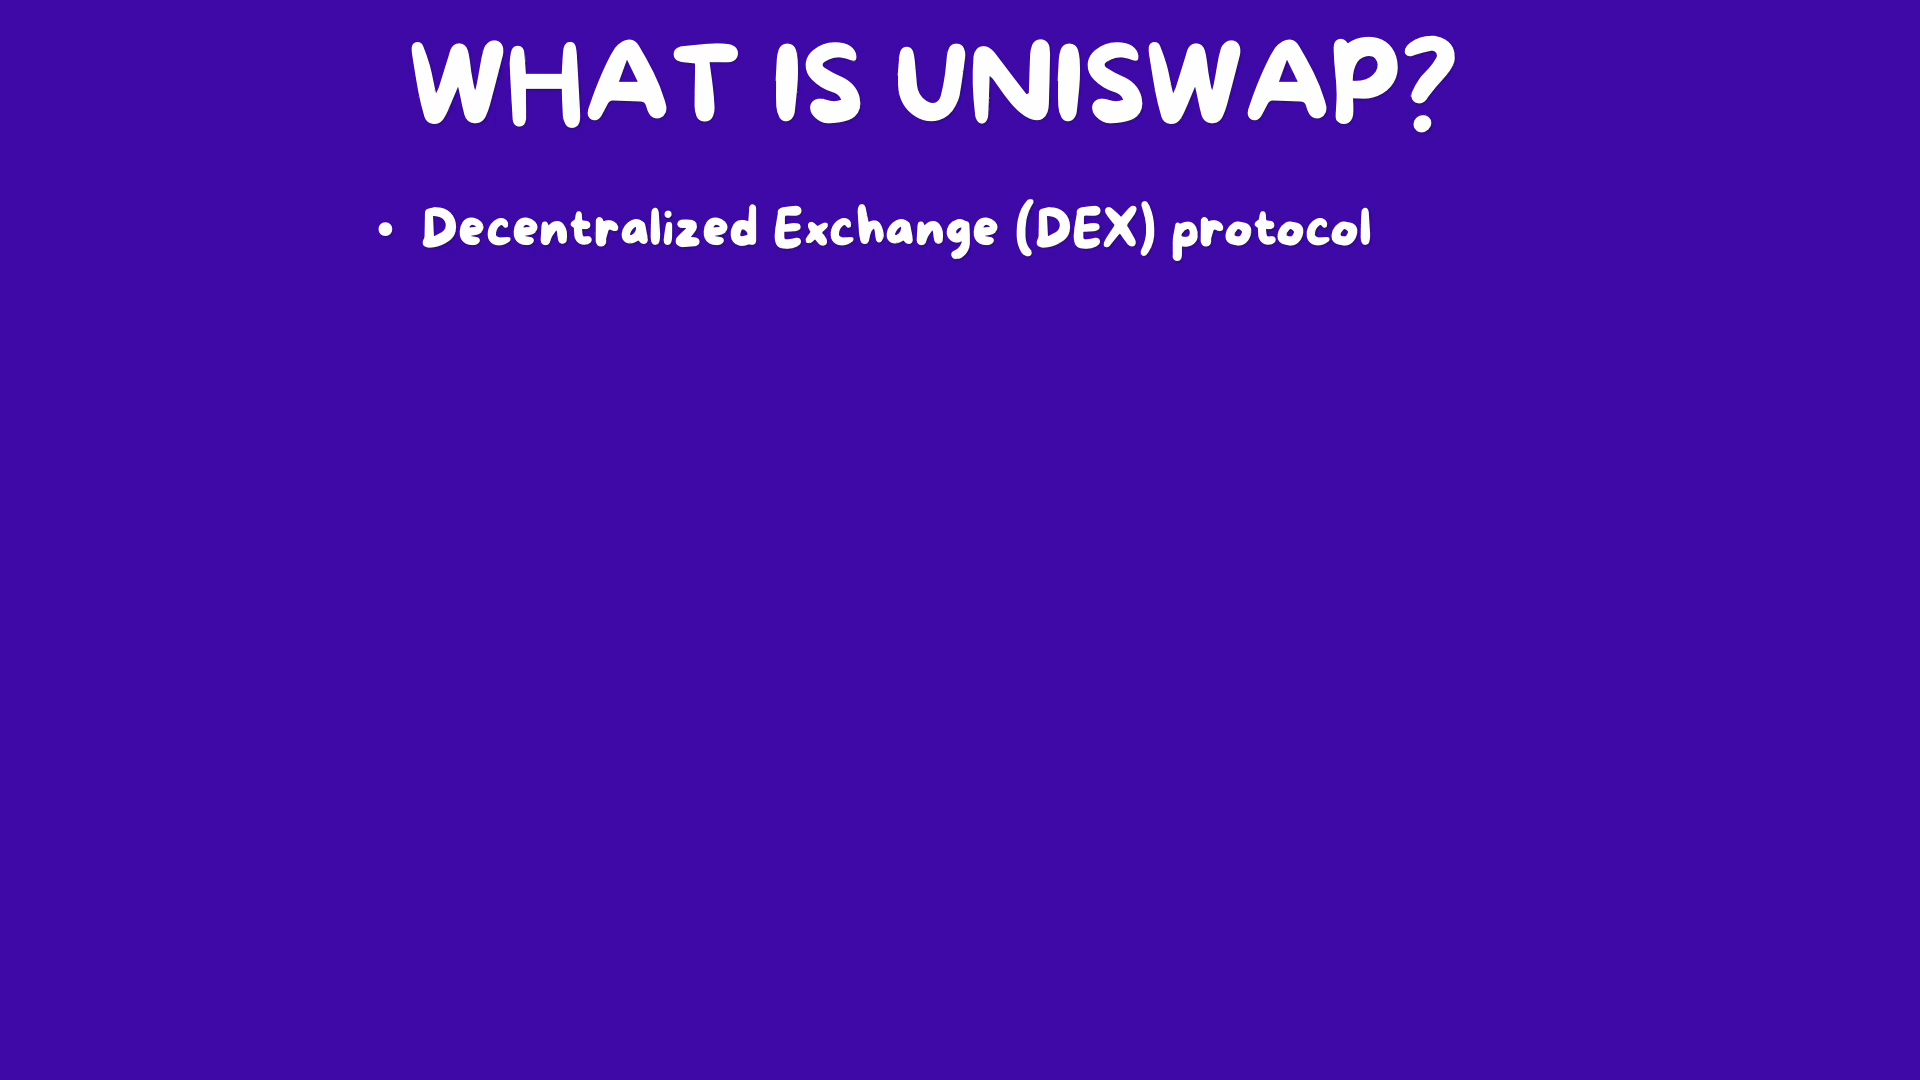 WHAT IS UNISWAP?
• Decentralized Exchange (DEX) protocol